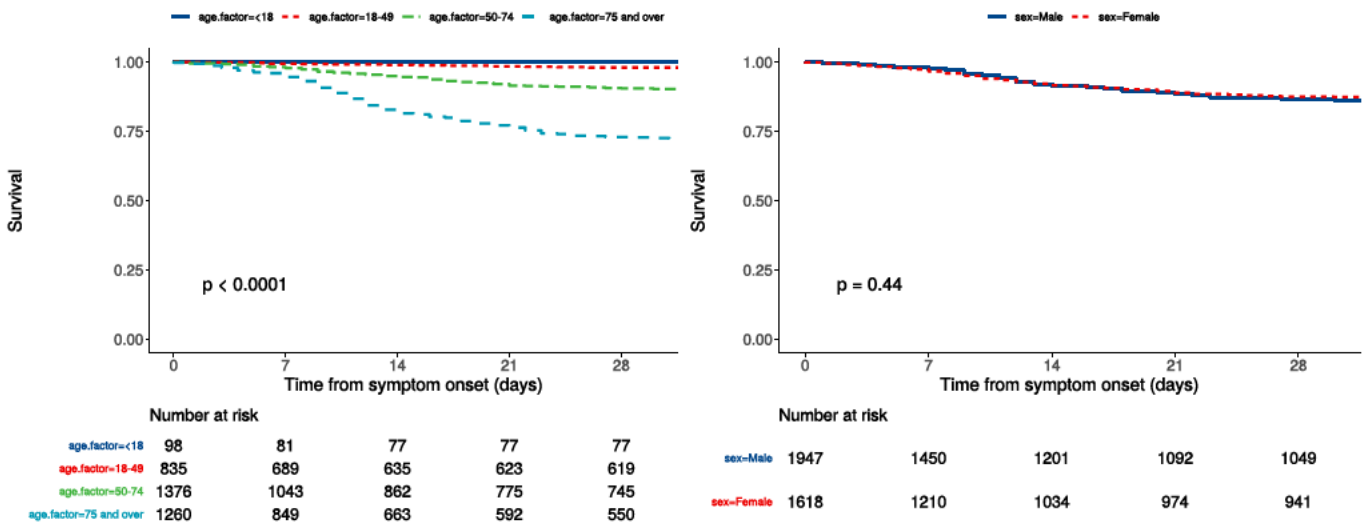 age.factor=<18 age.factor=18-49 age.factor=50-74 age.factor=75 and over
1.00
0.75
0.50
0.25
0.00
Survival
p < 0.0001
0 7 14 21 28
Time from symptom onset (days)
Number at risk
age.factor=<18 98 81 77 77 77
age.factor=18-49 835 689 635 623 619
age.factor=50-74 1376 1043 862 775 745
age.factor=75 and over 1260 849 663 592 550
sex=Male sex=Female
1.00
0.75
0.50
0.25
0.00
Survival
p = 0.44
0 7 14 21 28
Time from symptom onset (days)
Number at risk
sex=Male 1947 1450 1201 1092 1049
sex=Female 1618 1210 1034 974 941